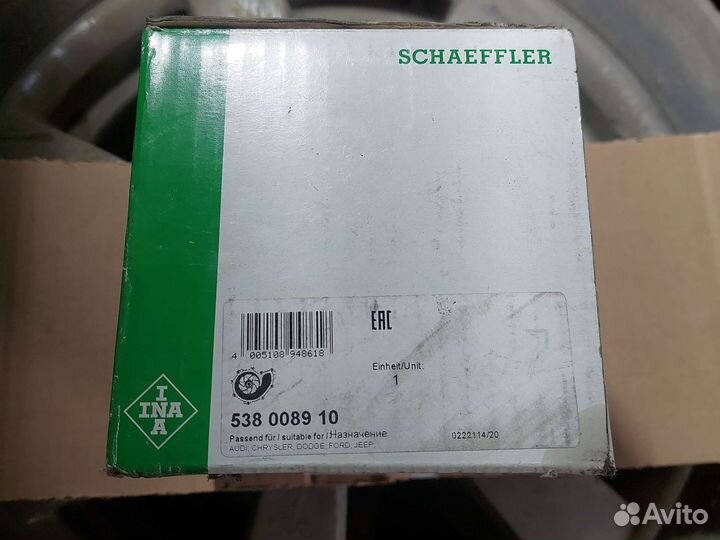 SCHAEFFLER
EAC
4 005108 948618
Einheit/Unit:
1
538 0089 10
Passend für / suitable for / Назначение
0222114/20
AUDI, CHRYSLER, DODGE, FORD, JEEP,
INA
INA
Avito